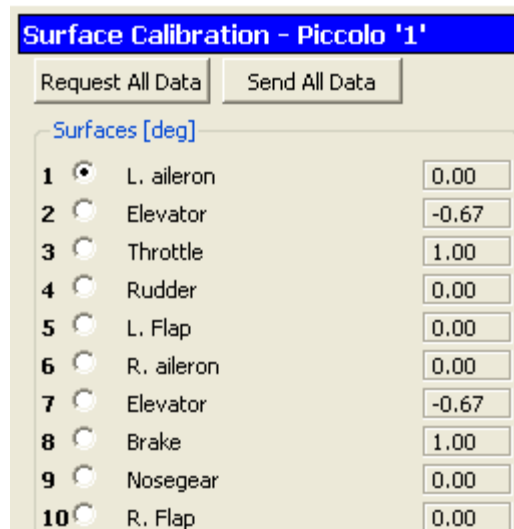 Surface Calibration - Piccolo '1'
Request All Data Send All Data
Surfaces [deg]
1 L. aileron 0.00
2 Elevator -0.67
3 Throttle 1.00
4 Rudder 0.00
5 L. Flap 0.00
6 R. aileron 0.00
7 Elevator -0.67
8 Brake 1.00
9 Nosegear 0.00
10 R. Flap 0.00